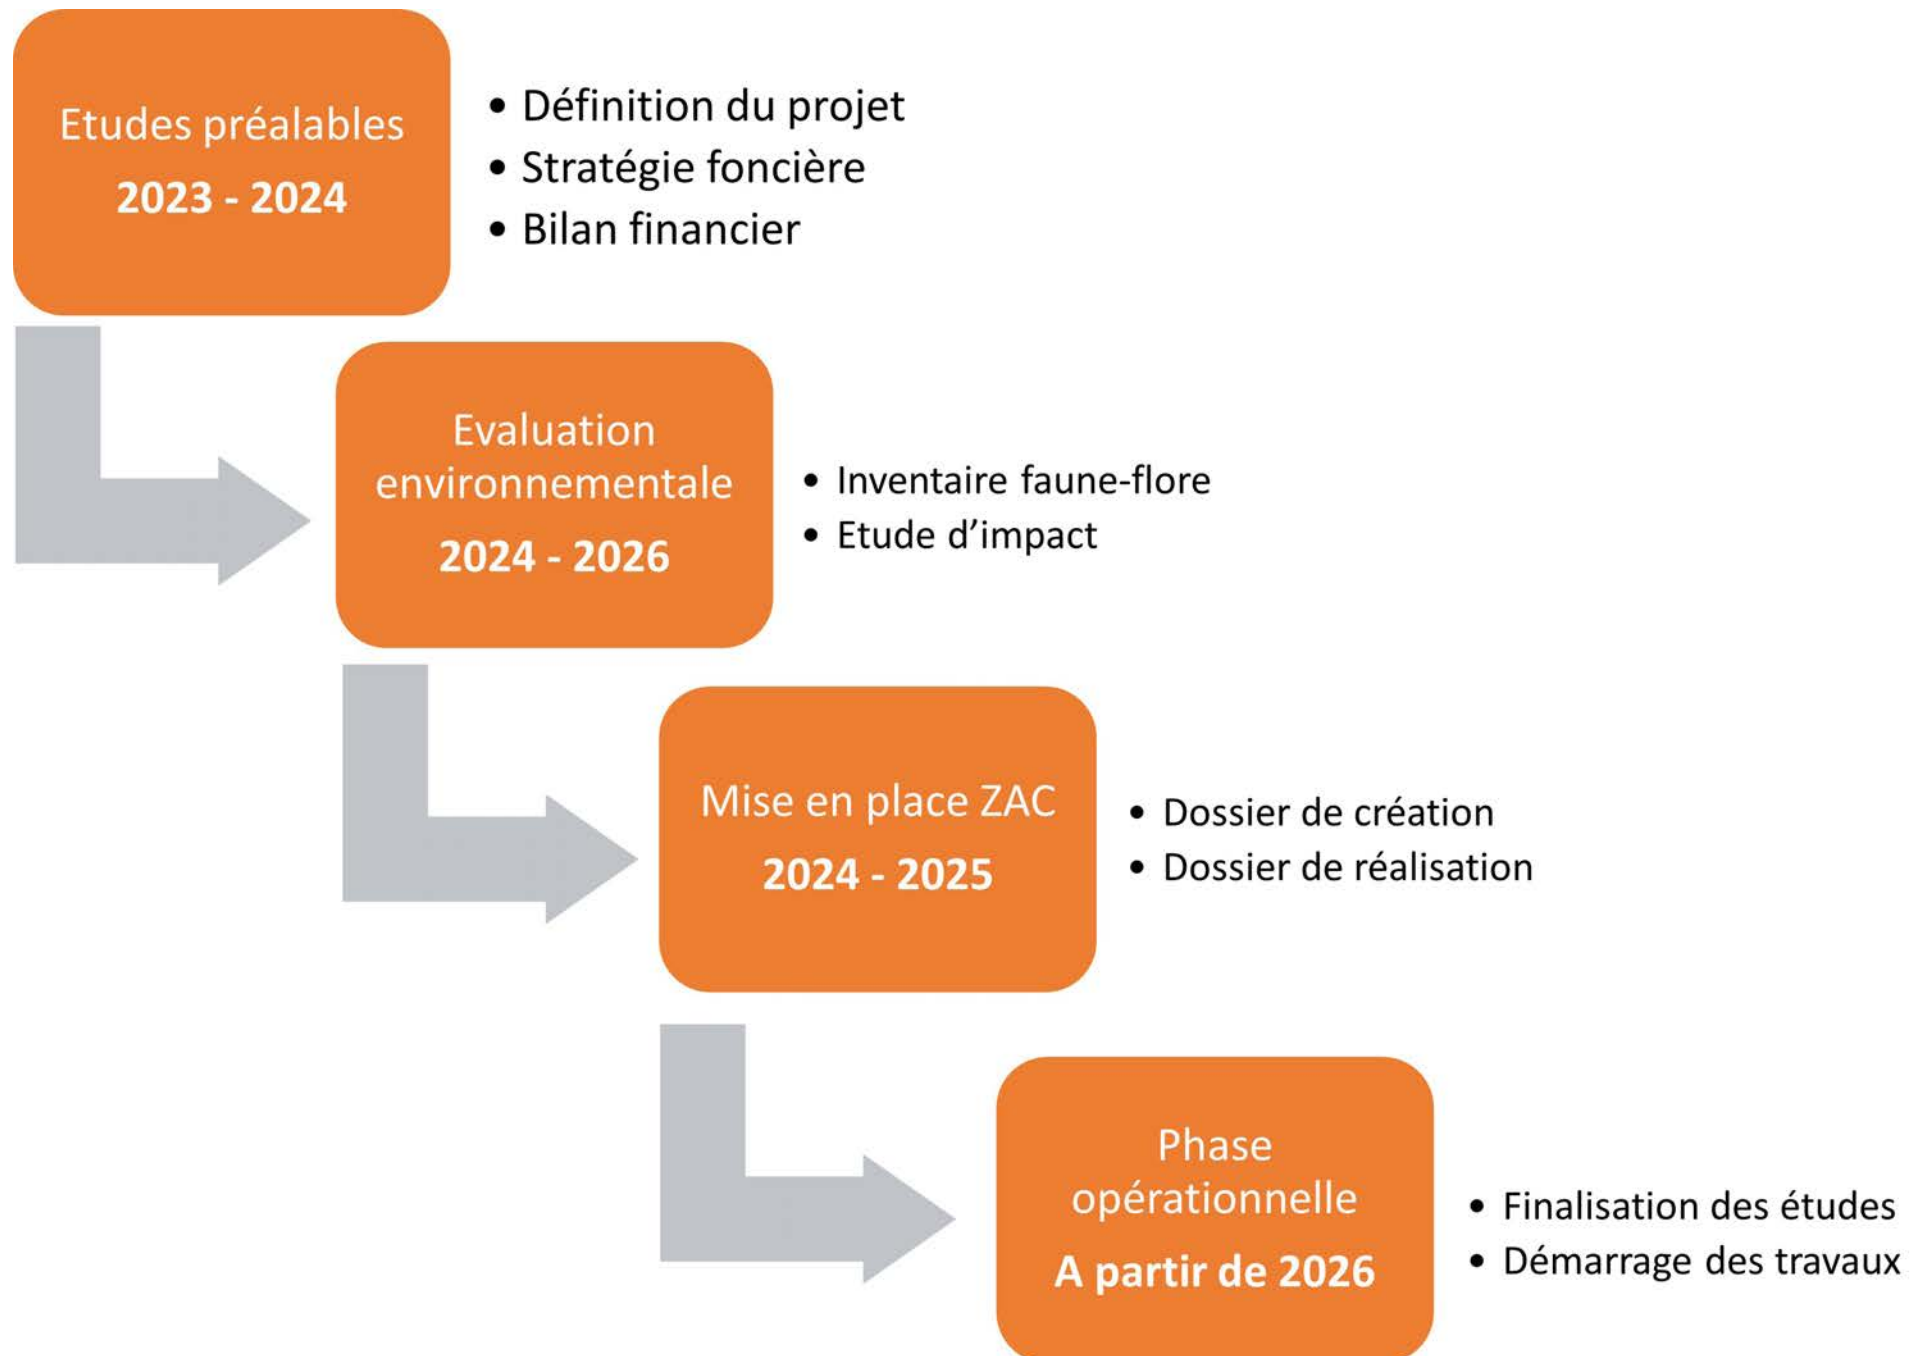 Etudes préalables
2023 - 2024
• Définition du projet
• Stratégie foncière
• Bilan financier
Evaluation
environnementale
2024 - 2026
• Inventaire faune-flore
• Etude d’impact
Mise en place ZAC
2024 - 2025
• Dossier de création
• Dossier de réalisation
Phase
opérationnelle
A partir de 2026
• Finalisation des études
• Démarrage des travaux